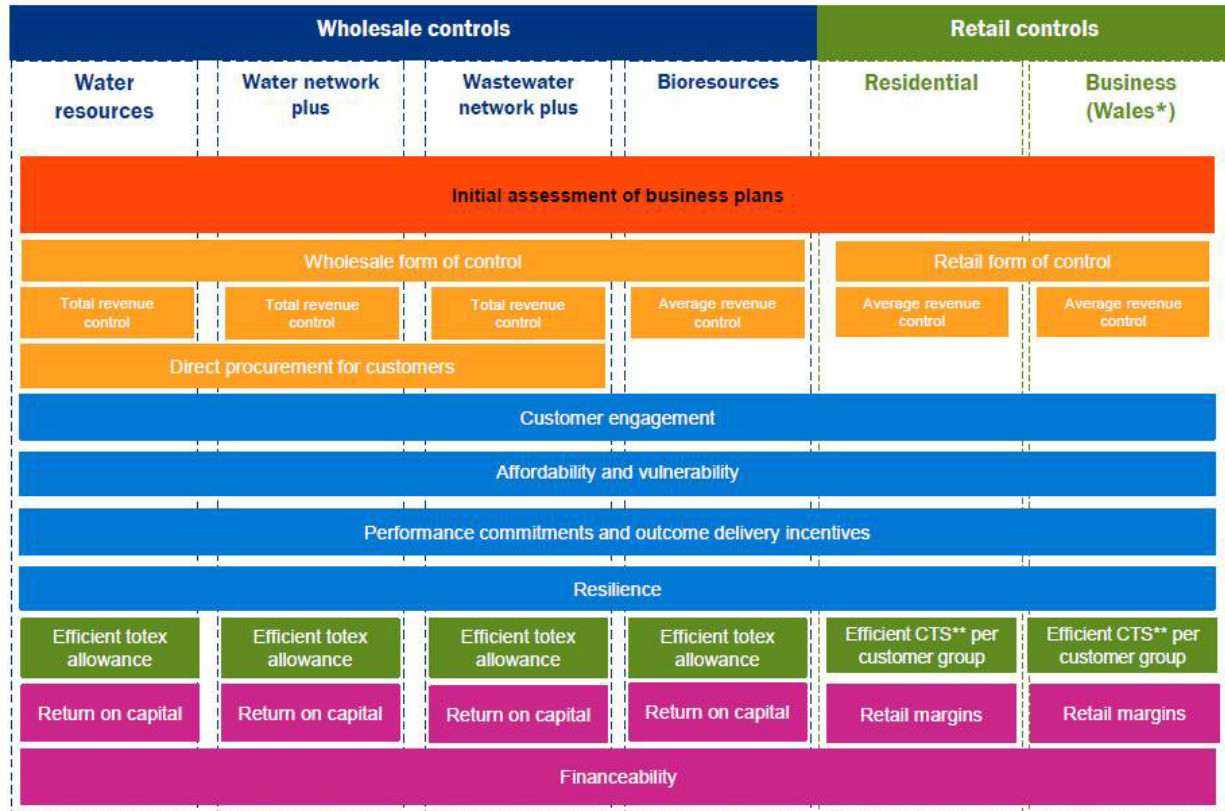 Wholesale controls
Retail controls
Water
resources
Water network
plus
Wastewater
network plus
Bioresources
Residential
Business
(Wales*)
Initial assessment of business plans
Wholesale form of control
Retail form of control
Total revenue
control
Total revenue
control
Total revenue
control
Average revenue
control
Average revenue
control
Average revenue
control
Direct procurement for customers
Customer engagement
Affordability and vulnerability
Performance commitments and outcome delivery incentives
Resilience
Efficient totex
allowance
Efficient totex
allowance
Efficient totex
allowance
Efficient totex
allowance
Efficient CTS** per
customer group
Efficient CTS** per
customer group
Return on capital
Return on capital
Return on capital
Return on capital
Retail margins
Retail margins
Financeability